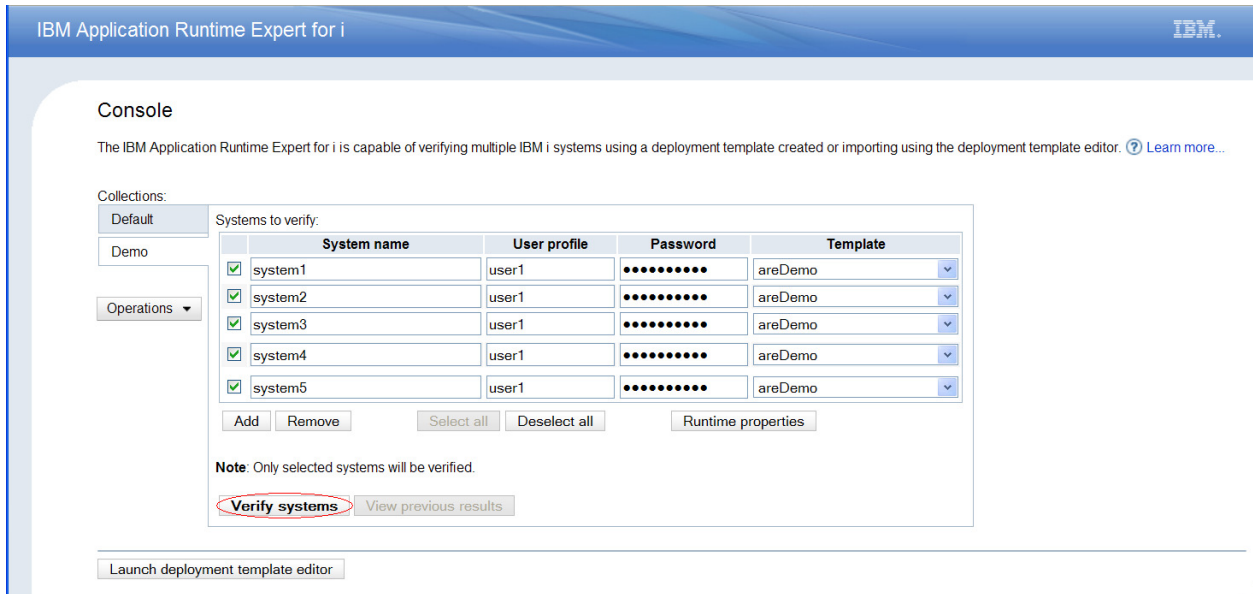 IBM Application Runtime Expert for i
IBM.
Console
The IBM Application Runtime Expert for i is capable of verifying multiple IBM i systems using a deployment template created or importing using the deployment template editor. ? Learn more...
Collections:
Default
Demo
Operations
Systems to verify:
System name User profile Password Template
system1 user1 ●●●●●●●●●● areDemo
system2 user1 ●●●●●●●●●● areDemo
system3 user1 ●●●●●●●●●● areDemo
system4 user1 ●●●●●●●●●● areDemo
system5 user1 ●●●●●●●●●● areDemo
Add Remove Select all Deselect all Runtime properties
Note: Only selected systems will be verified.
Verify systems View previous results
Launch deployment template editor